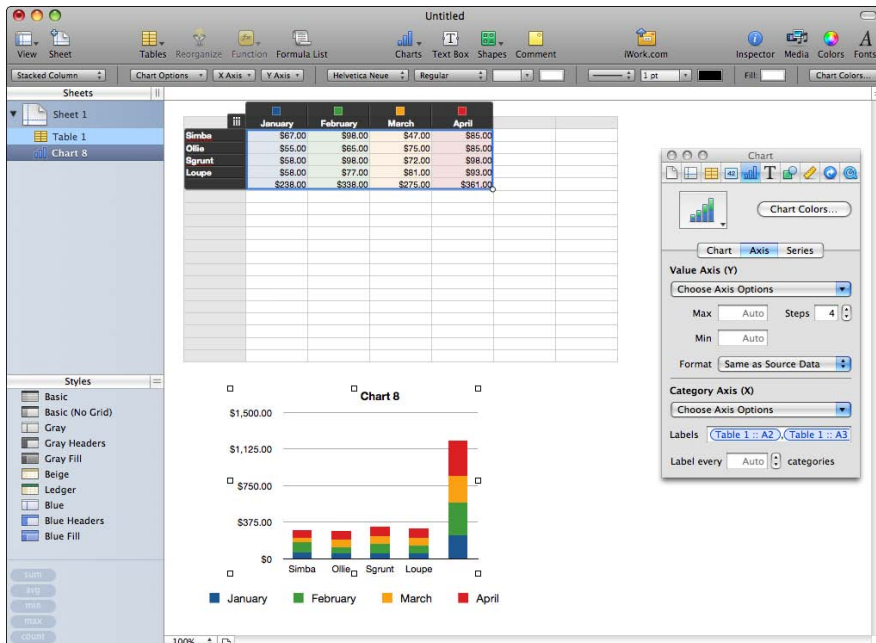 Untitled
View Sheet Tables Reorganize Function Formula List Charts Text Box Shapes Comment iWork.com Inspector Media Colors Fonts
Stacked Column Chart Options X Axis Y Axis Helvetica Neue Regular 1 pt Fill: Chart Colors...
Sheets
Sheet 1
Table 1
Chart 8
January February March April
Simba $67.00 $98.00 $47.00 $85.00
Ollie $55.00 $65.00 $75.00 $85.00
Sgrunt $58.00 $98.00 $72.00 $98.00
Loupe $58.00 $77.00 $81.00 $93.00
$238.00 $338.00 $275.00 $361.00
Chart
42
Chart Colors...
Chart Axis Series
Value Axis (Y)
Choose Axis Options
Max Auto Steps 4
Min Auto
Format Same as Source Data
Category Axis (X)
Choose Axis Options
Labels Table 1 :: A2, Table 1 :: A3
Label every Auto categories
Styles
Basic
Basic (No Grid)
Gray
Gray Headers
Gray Fill
Beige
Ledger
Blue
Blue Headers
Blue Fill
sum
avg
min
max
count
Chart 8
$1,500.00
$1,125.00
$750.00
$375.00
$0
Simba Ollie Sgrunt Loupe
January February March April
100%